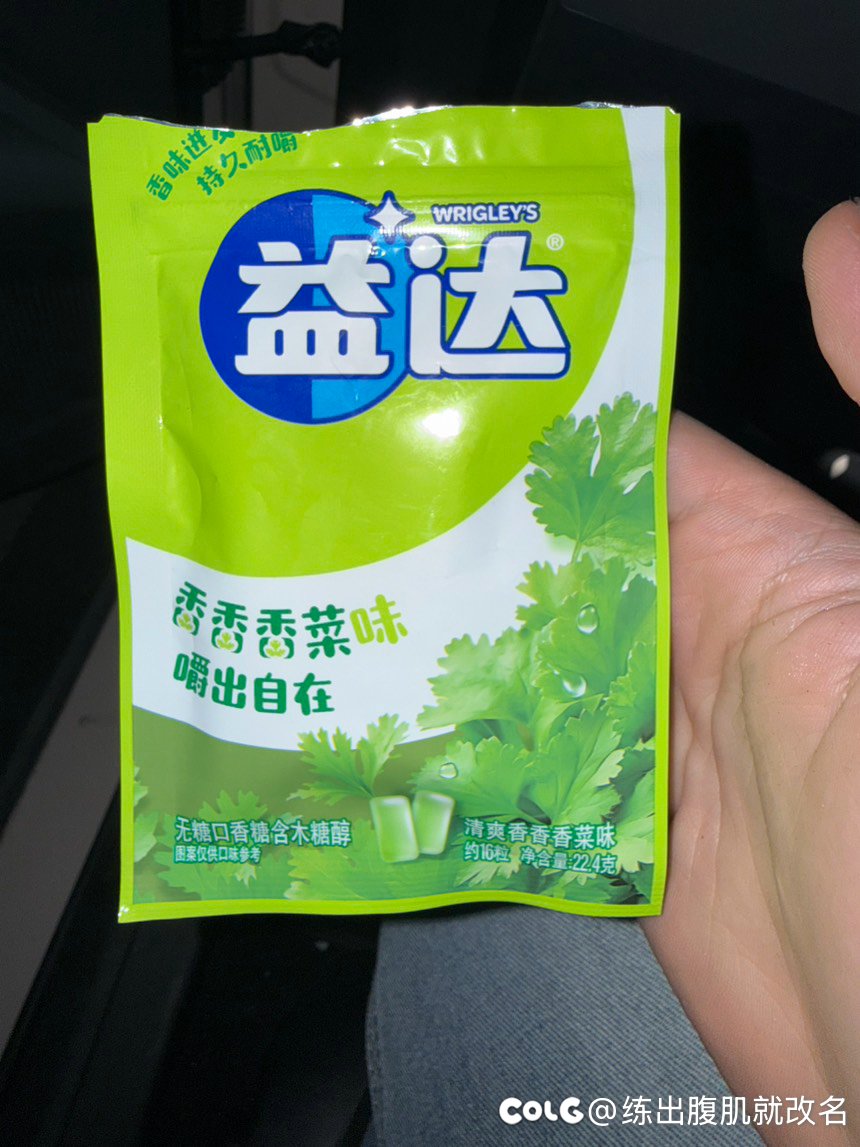 香味进
持久耐嚼
WRIGLEY'S
益达®
香香香菜味
嚼出自在
无糖口香糖含木糖醇
图案仅供口味参考
清爽香香香菜味
约16粒 净含量:22.4克
COLG@练出腹肌就改名